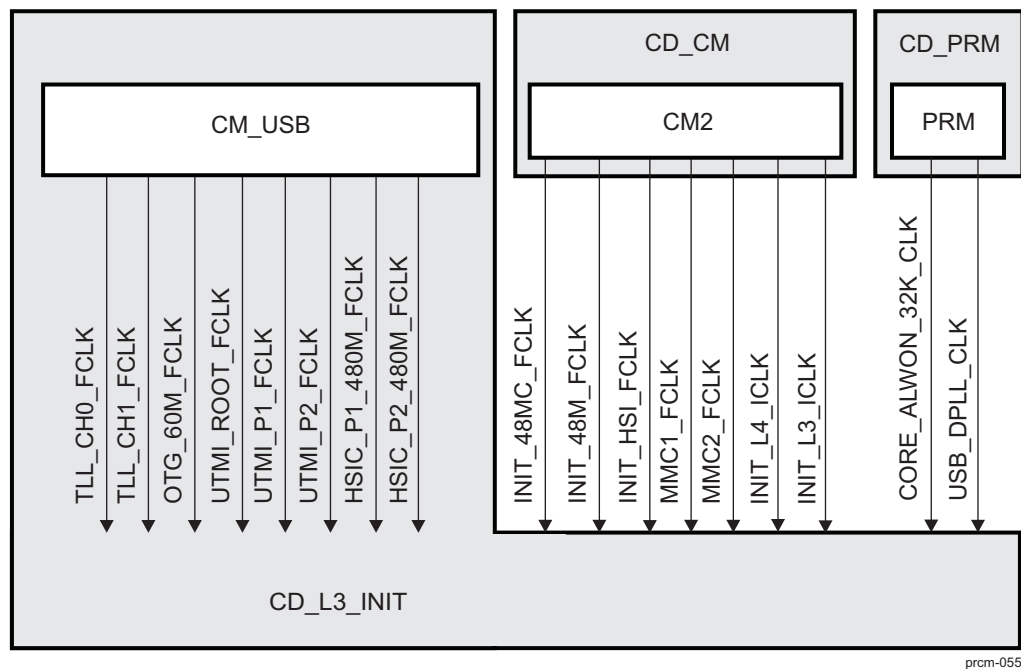 CM_USB
CD_CM
CM2
CD_PRM
PRM
TLL_CH0_FCLK
TLL_CH1_FCLK
OTG_60M_FCLK
UTMI_ROOT_FCLK
UTMI_P1_FCLK
UTMI_P2_FCLK
HSIC_P1_480M_FCLK
HSIC_P2_480M_FCLK
INIT_48MC_FCLK
INIT_48M_FCLK
INIT_HSI_FCLK
MMC1_FCLK
MMC2_FCLK
INIT_L4_ICLK
INIT_L3_ICLK
CORE_ALWON_32K_CLK
USB_DPLL_CLK
CD_L3_INIT
prcm-055